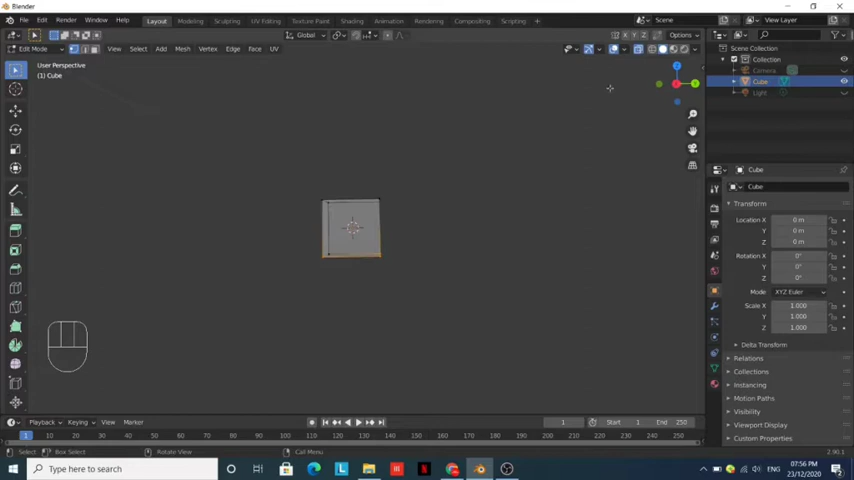 Blender
File Edit Render Window Help Layout Modeling Sculpting UV Editing Texture Paint Shading Animation Rendering Compositing Scripting + Scene View Layer
Global X Y Z Options
Edit Mode View Select Add Mesh Vertex Edge Face UV
User Perspective
(1) Cube
Z
Y
Scene Collection
Collection
Camera
Cube
Light
Cube
Cube
Transform
Location X 0 m
Y 0 m
Z 0 m
Rotation X 0°
Y 0°
Z 0°
Mode XYZ Euler
Scale X 1.000
Y 1.000
Z 1.000
Delta Transform
Relations
Collections
Instancing
Motion Paths
Visibility
Viewport Display
Custom Properties
Playback Keying View Marker 1 Start 1 End 250
1 10 20 30 40 50 60 70 80 90 100 110 120 130 140 150 160 170 180 190 200 210 220 230 240 250
Select Box Select Rotate View Call Menu 2.90.1
Type here to search
ENG
07:56 PM
23/12/2020